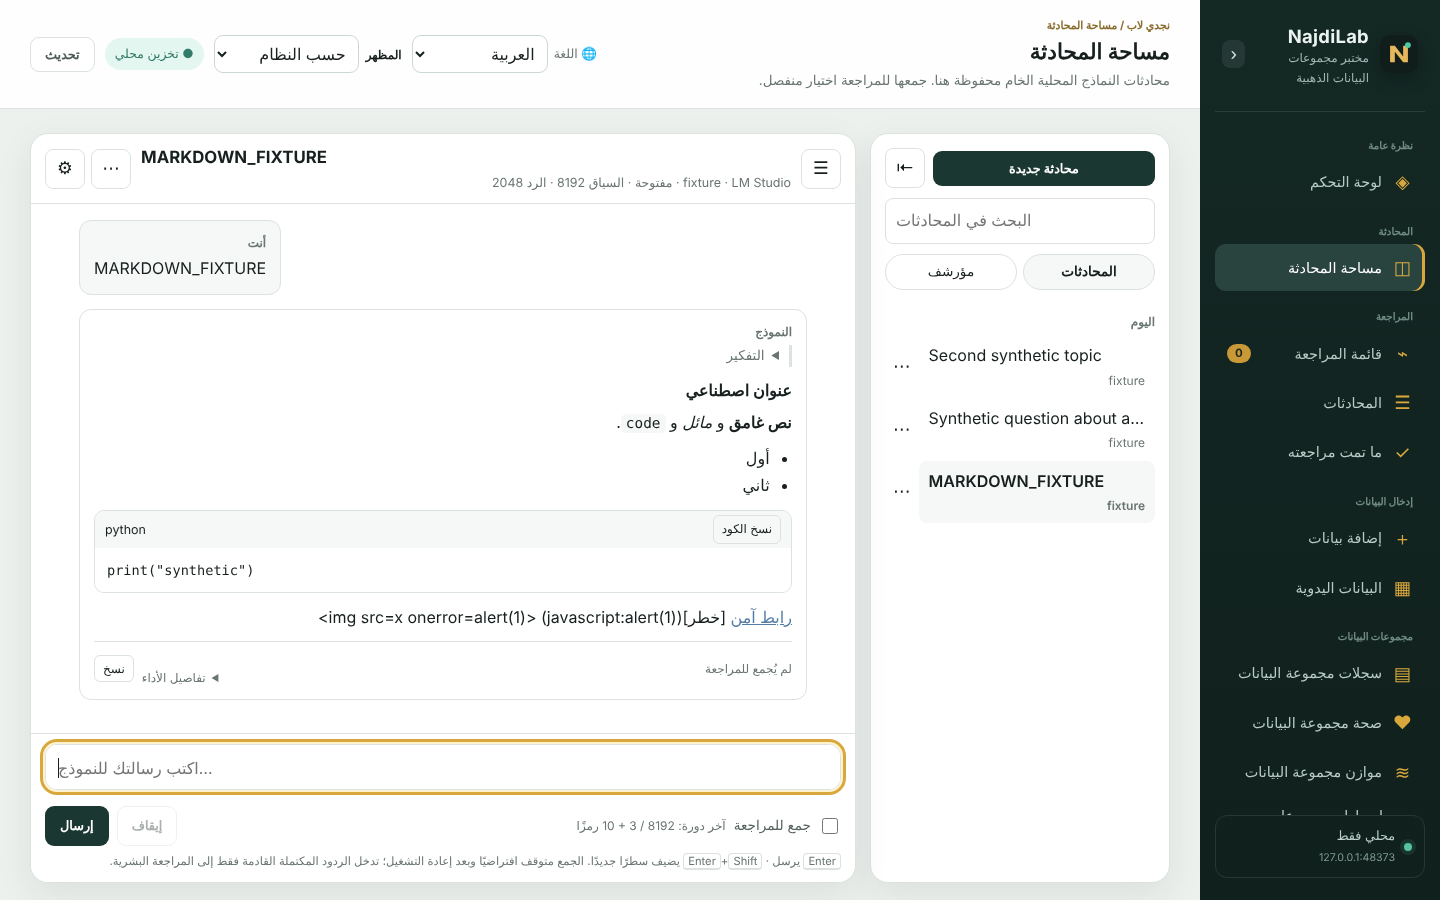 NajdiLab
مختبر مجموعات
البيانات الذهبية
نظرة عامة
لوحة التحكم
المحادثة
مساحة المحادثة
المراجعة
قائمة المراجعة
0
المحادثات
ما تمت مراجعته
إدخال البيانات
إضافة بيانات
البيانات اليدوية
مجموعات البيانات
سجلات مجموعة البيانات
صحة مجموعة البيانات
موازن مجموعة البيانات
محلي فقط
127.0.0.1:48373
نجدي لاب / مساحة المحادثة
مساحة المحادثة
محادثات النماذج المحلية الخام محفوظة هنا. جمعها للمراجعة اختيار منفصل.
اللغة
العربية
المظهر
حسب النظام
تخزين محلي
تحديث
محادثة جديدة
البحث في المحادثات
المحادثات
مؤرشف
اليوم
Second synthetic topic
fixture
Synthetic question about a...
fixture
MARKDOWN_FIXTURE
fixture
MARKDOWN_FIXTURE
fixture · LM Studio · مفتوحة · السياق 8192 · الرد 2048
أنت
MARKDOWN_FIXTURE
النموذج
التفكير
عنوان اصطناعي
نص غامق و مائل و code .
أول
ثاني
python
نسخ الكود
print("synthetic")
رابط آمن [خطر](javascript:alert(1)) <img src=x onerror=alert(1)>
لم يُجمع للمراجعة
تفاصيل الأداء
نسخ
اكتب رسالتك للنموذج...
جمع للمراجعة
آخر دورة: 8192 / 3 + 10 رمزًا
إيقاف
إرسال
Enter يرسل · Shift+Enter يضيف سطرًا جديدًا. الجمع متوقف افتراضيًا وبعد إعادة التشغيل؛ تدخل الردود المكتملة القادمة فقط إلى المراجعة البشرية.